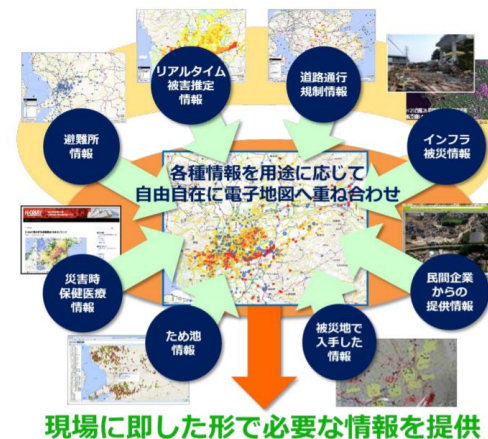 リアルタイム
被害推定
情報
道路通行
規制情報
避難所
情報
インフラ
被災情報
各種情報を用途に応じて
自由自在に電子地図へ重ね合わせ
災害時
保健医療
情報
民間企業
からの
提供情報
ため池
情報
被災地で
入手した
情報
現場に即した形で必要な情報を提供